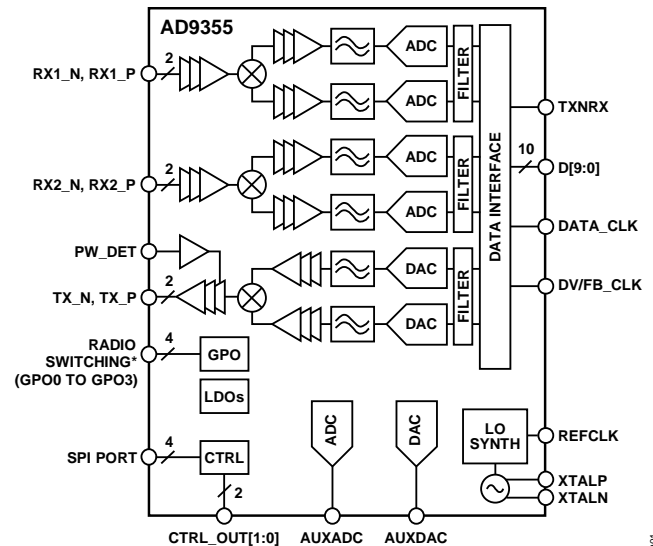 AD9355
RX1_N, RX1_P
2
ADC
ADC
FILTER
RX2_N, RX2_P
2
ADC
ADC
FILTER
PW_DET
TX_N, TX_P
2
DAC
DAC
FILTER
DATA INTERFACE
TXNRX
10
D[9:0]
DATA_CLK
DV/FB_CLK
RADIO
SWITCHING*
(GPO0 TO GPO3)
4
GPO
LDOs
SPI PORT
4
CTRL
2
CTRL_OUT[1:0]
ADC
AUXADC
DAC
AUXDAC
LO
SYNTH
REFCLK
XTALP
XTALN